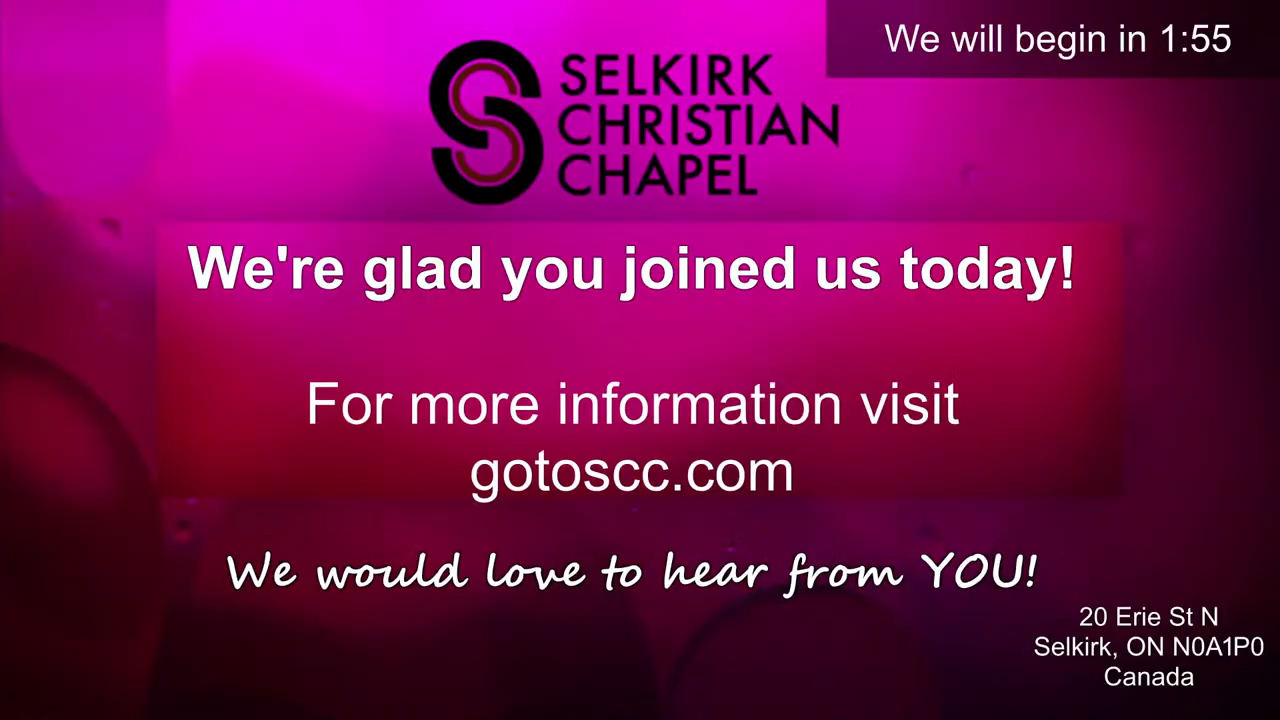 We will begin in 1:55
SELKIRK
CHRISTIAN
CHAPEL
We're glad you joined us today!
For more information visit
gotoscc.com
We would love to hear from YOU!
20 Erie St N
Selkirk, ON N0A1P0
Canada